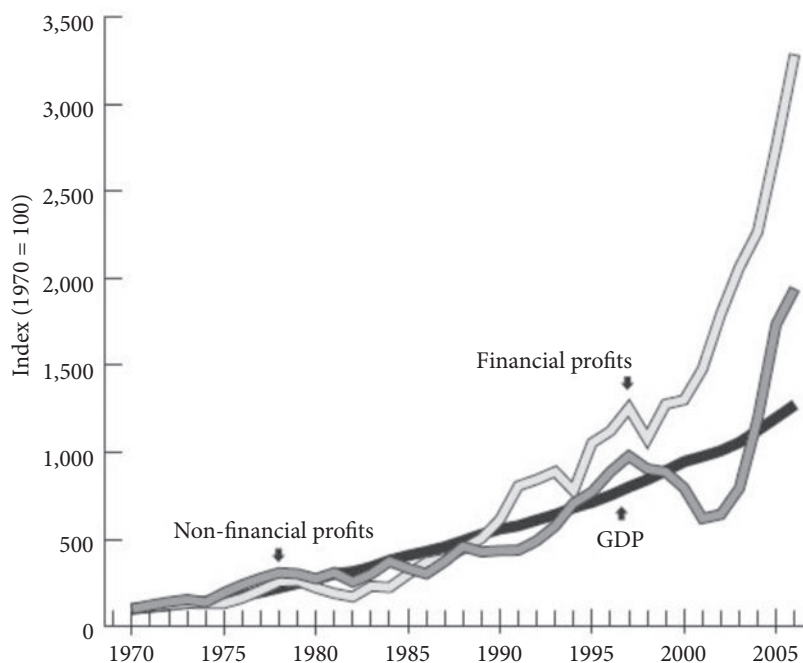 3,500
3,000
2,500
2,000
1,500
1,000
500
0
Index (1970 = 100)
Financial profits
Non-financial profits
GDP
1970 1975 1980 1985 1990 1995 2000 2005